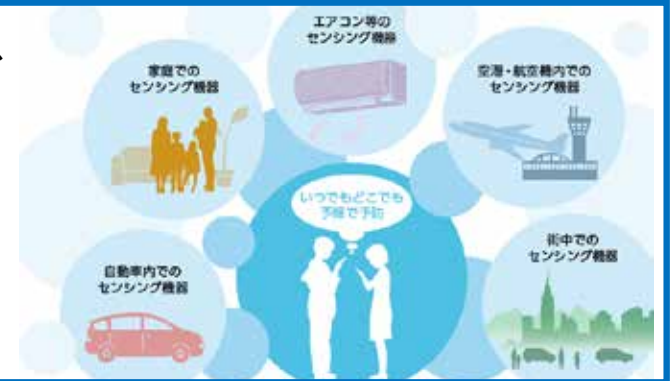 エアコン等の
センシング機器
家庭での
センシング機器
空港・航空機内での
センシング機器
いつでもどこでも
予報で予防
自動車内での
センシング機器
街中での
センシング機器